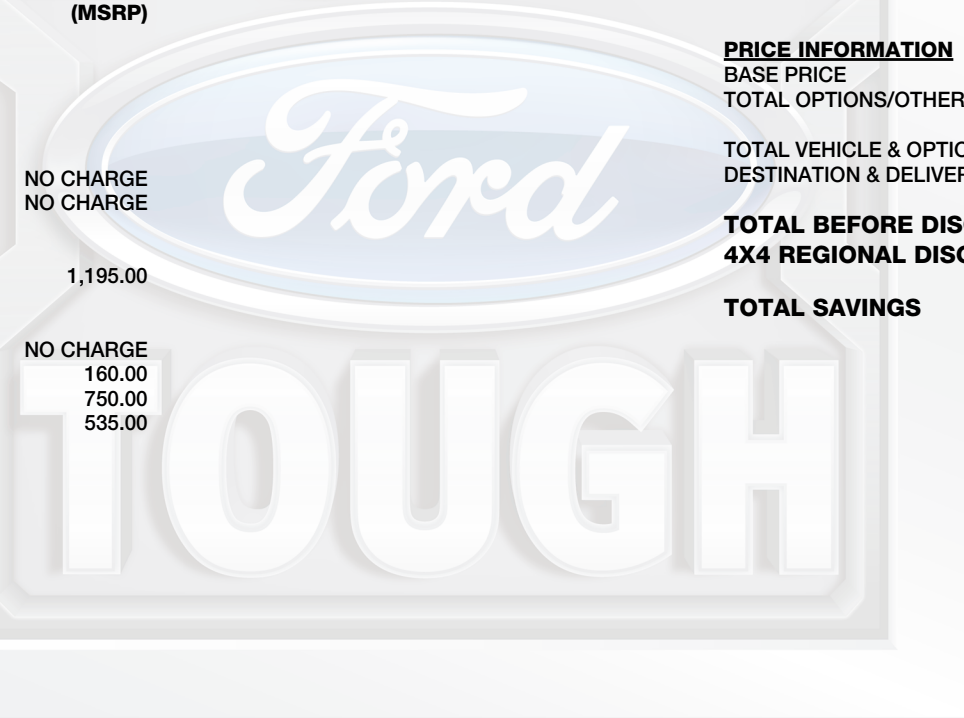 (MSRP)
NO CHARGE
NO CHARGE
1,195.00
NO CHARGE
160.00
750.00
535.00
PRICE INFORMATION
BASE PRICE
TOTAL OPTIONS/OTHER
TOTAL VEHICLE & OPTIO
DESTINATION & DELIVER
TOTAL BEFORE DIS
4X4 REGIONAL DISC
TOTAL SAVINGS
Ford
TOUGH